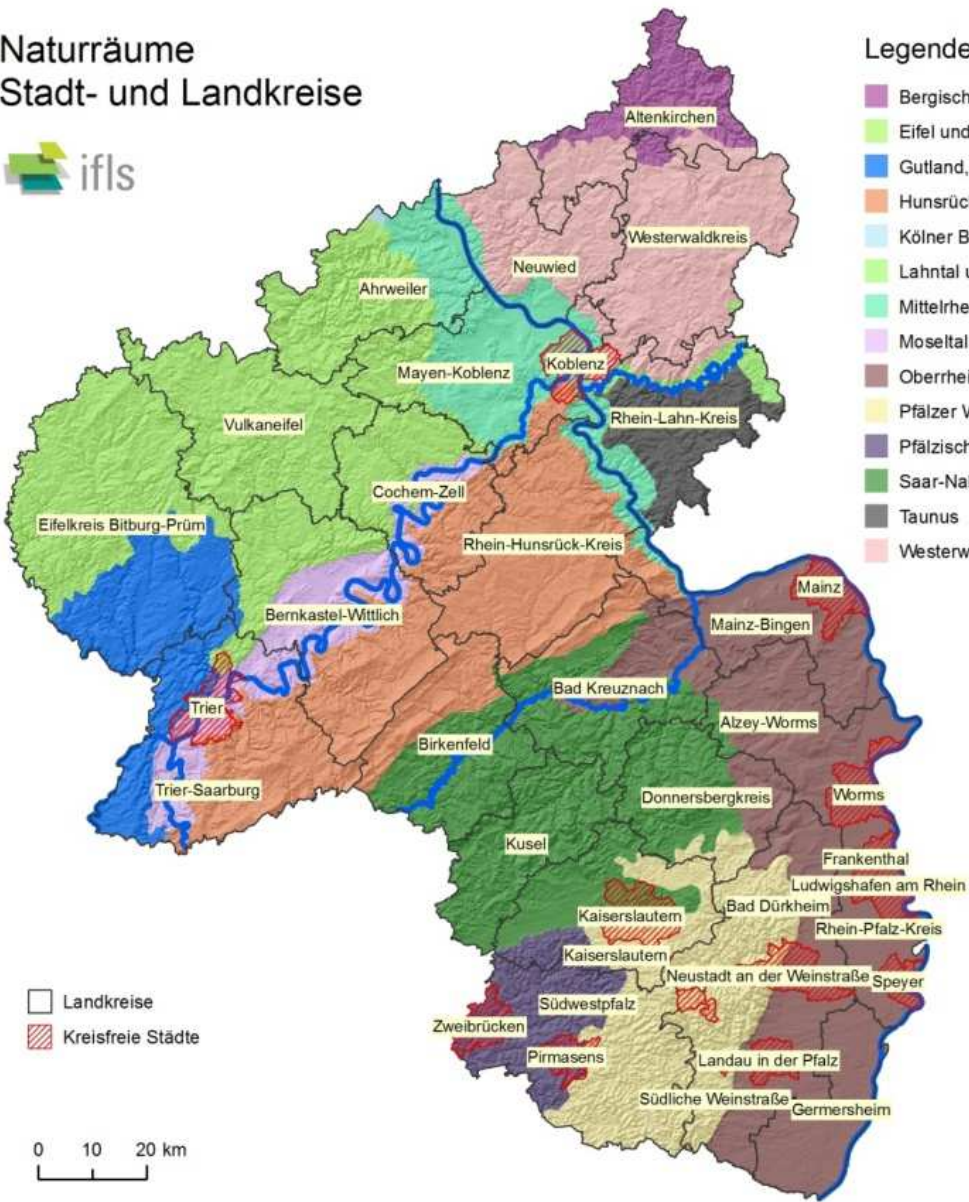 Naturräume
Stadt- und Landkreise
ifls
Legende
Bergisch
Eifel und
Gutland,
Hunsrück
Kölner B
Lahntal u
Mittelrhe
Moseltal
Oberrhei
Pfälzer W
Pfälzisch
Saar-Nah
Taunus
Westerw
Altenkirchen
Westerwaldkreis
Neuwied
Ahrweiler
Koblenz
Mayen-Koblenz
Rhein-Lahn-Kreis
Vulkaneifel
Cochem-Zell
Eifelkreis Bitburg-Prüm
Rhein-Hunsrück-Kreis
Mainz
Bernkastel-Wittlich
Mainz-Bingen
Bad Kreuznach
Trier
Alzey-Worms
Birkenfeld
Trier-Saarburg
Donnersbergkreis
Worms
Kusel
Frankenthal
Ludwigshafen am Rhein
Bad Dürkheim
Kaiserslautern
Rhein-Pfalz-Kreis
Kaiserslautern
Neustadt an der Weinstraße
Speyer
Südwestpfalz
Zweibrücken
Pirmasens
Landau in der Pfalz
Südliche Weinstraße
Germersheim
Landkreise
Kreisfreie Städte
0 10 20 km